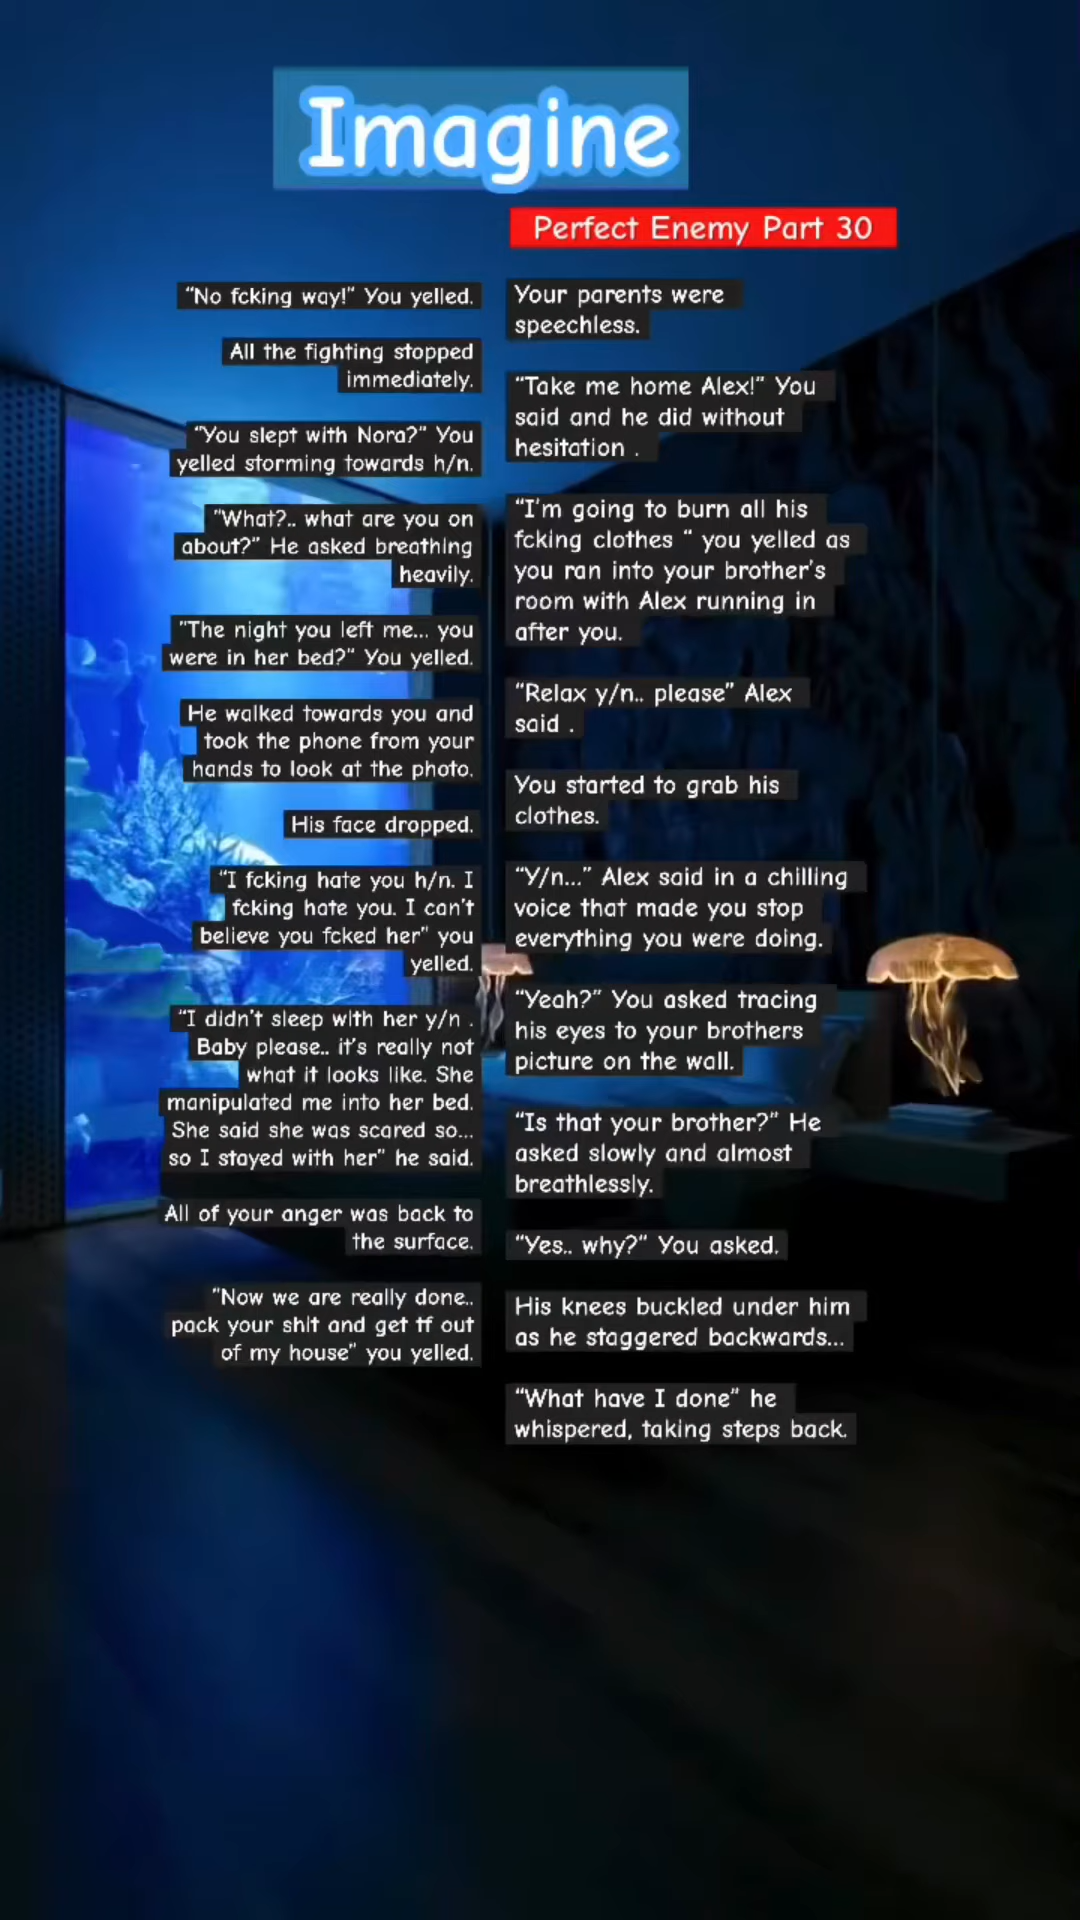 Imagine
Perfect Enemy Part 30
“No fcking way!” You yelled.
All the fighting stopped
immediately.
“You slept with Nora?” You
yelled storming towards h/n.
“What?.. what are you on
about?” He asked breathing
heavily.
“The night you left me... you
were in her bed?” You yelled.
He walked towards you and
took the phone from your
hands to look at the photo.
His face dropped.
“I fcking hate you h/n. I
fcking hate you. I can’t
believe you fcked her” you
yelled.
“I didn’t sleep with her y/n .
Baby please.. it’s really not
what it looks like. She
manipulated me into her bed.
She said she was scared so...
so I stayed with her” he said.
All of your anger was back to
the surface.
“Now we are really done..
pack your shit and get tf out
of my house” you yelled.
Your parents were
speechless.
“Take me home Alex!” You
said and he did without
hesitation .
“I’m going to burn all his
fcking clothes “ you yelled as
you ran into your brother’s
room with Alex running in
after you.
“Relax y/n.. please” Alex
said .
You started to grab his
clothes.
“Y/n...” Alex said in a chilling
voice that made you stop
everything you were doing.
“Yeah?” You asked tracing
his eyes to your brothers
picture on the wall.
“Is that your brother?” He
asked slowly and almost
breathlessly.
“Yes.. why?” You asked.
His knees buckled under him
as he staggered backwards...
“What have I done” he
whispered, taking steps back.